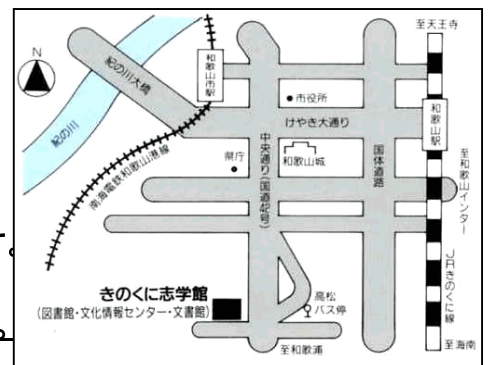 至天王寺
N
和歌山市駅
紀の川大橋
市役所
和歌山駅
けやき大通り
紀の川
中央通り(国道42号)
国体道路
和歌山城
県庁
至和歌山インター
南海電鉄和歌山港線
JRきのくに線
きのくに志学館
(図書館・文化情報センター・文書館)
高松
バス停
至和歌浦
至海南